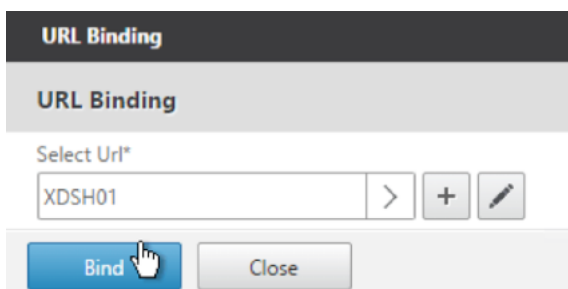 URL Binding
URL Binding
Select Url*
XDSH01
Bind Close